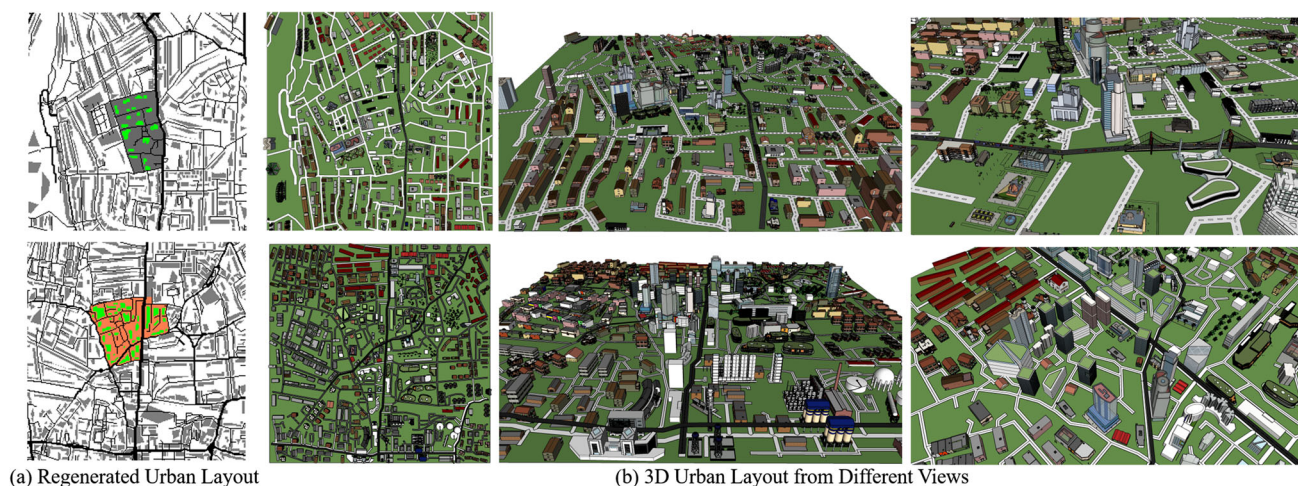 (a) Regenerated Urban Layout
(b) 3D Urban Layout from Different Views